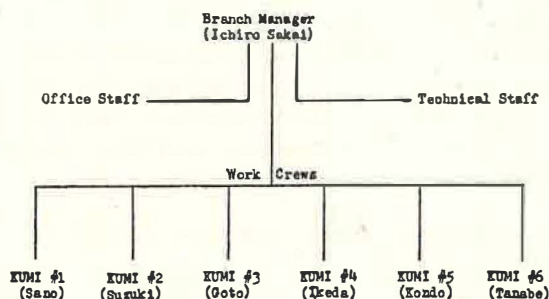 Branch Manager
(Ichiro Sakai)
Office Staff
Technical Staff
Work Crews
KUMI #1 KUMI #2 KUMI #3 KUMI #4 KUMI #5 KUMI #6
(Sano) (Suzuki) (Goto) (Ikeda) (Kondo) (Tanabe)